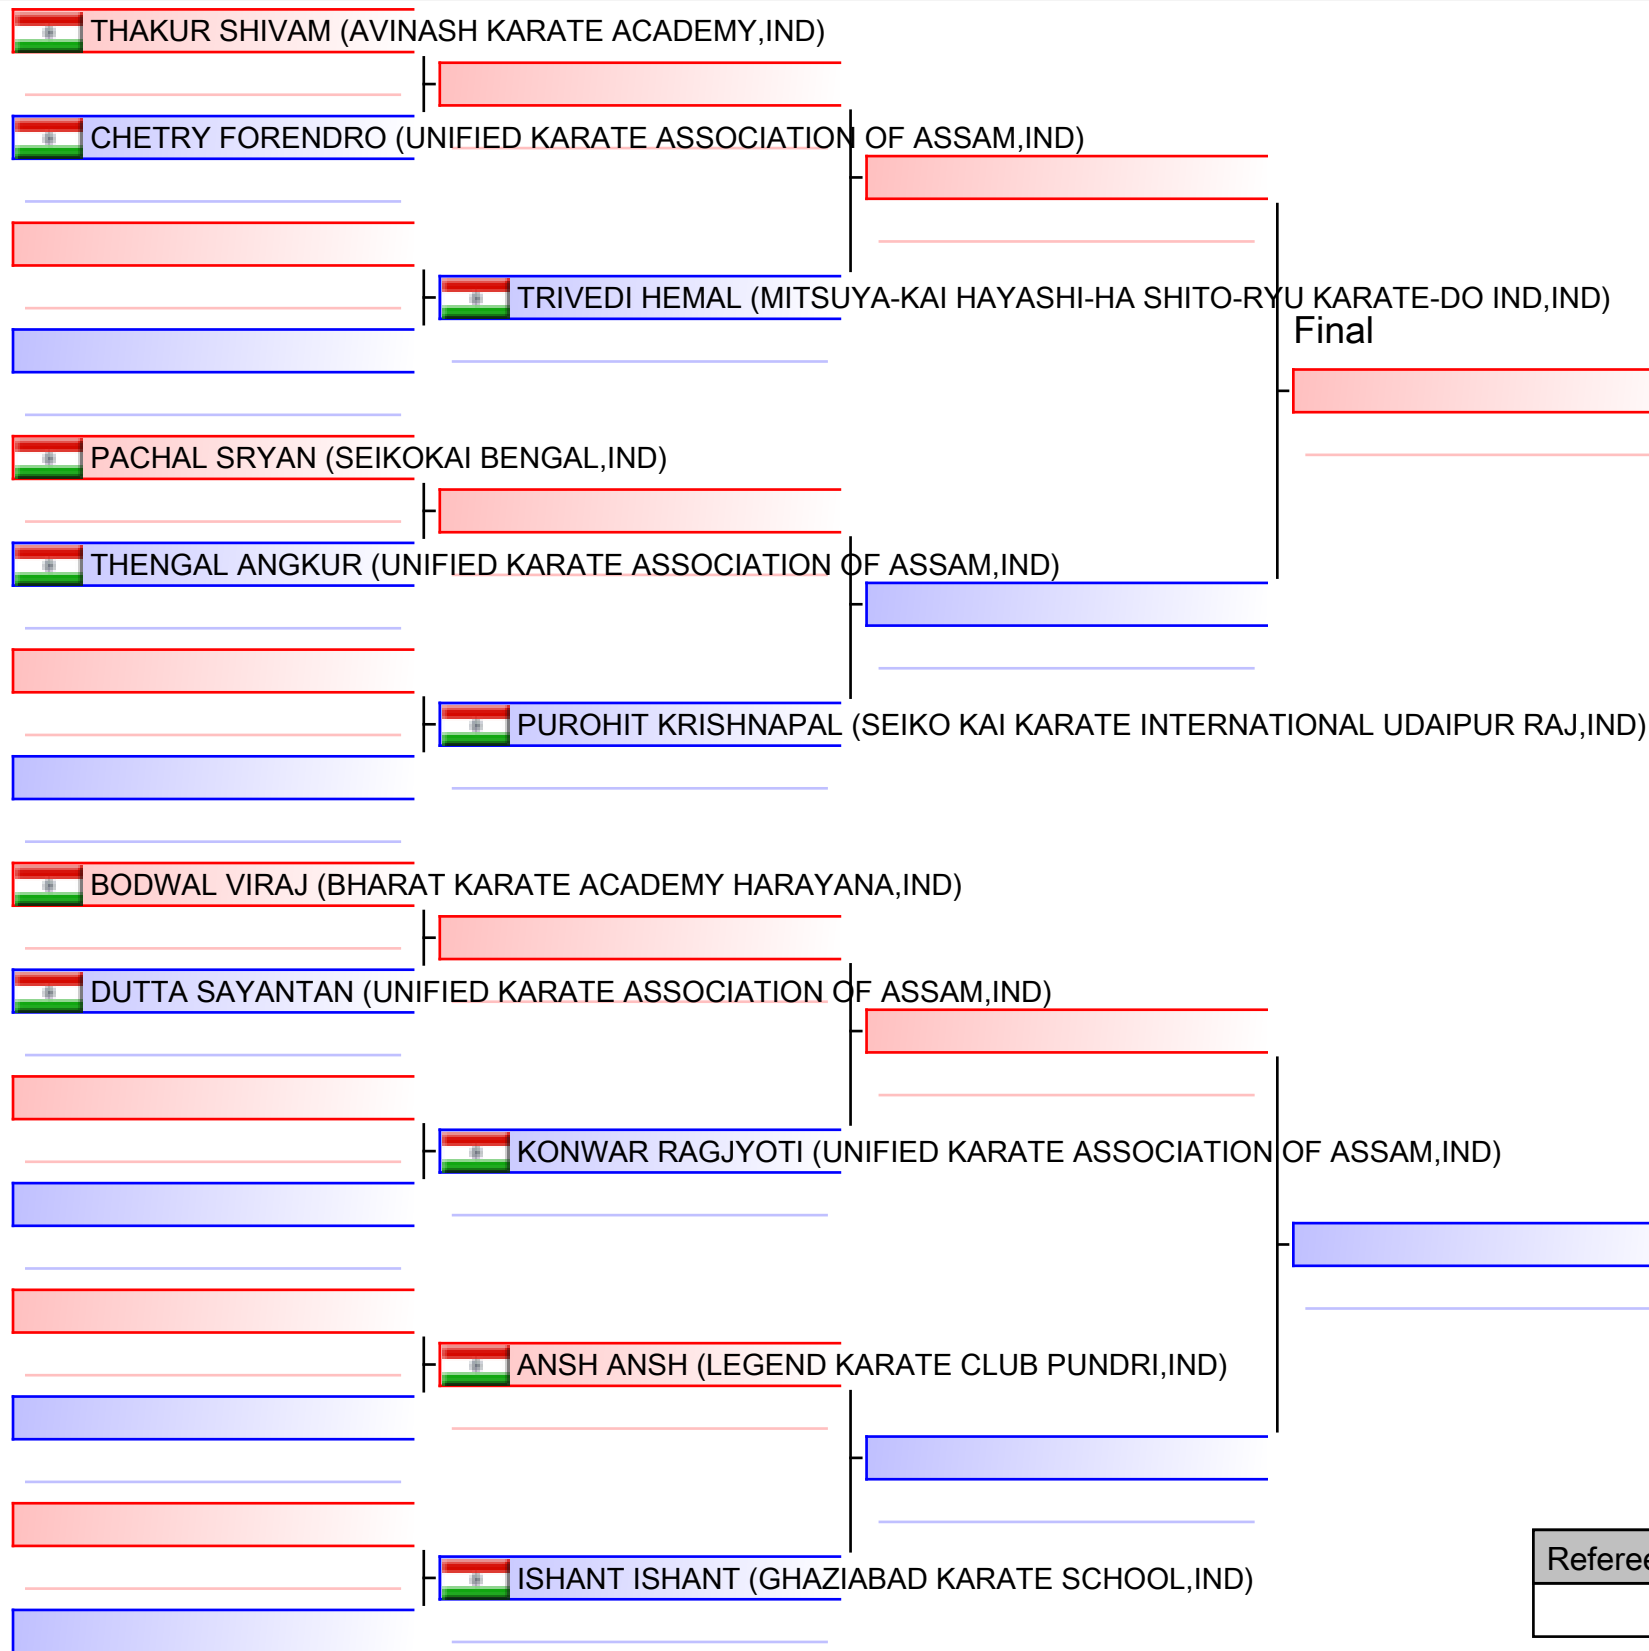 THAKUR SHIVAM (AVINASH KARATE ACADEMY,IND)
CHETRY FORENDRO (UNIFIED KARATE ASSOCIATION OF ASSAM,IND)
TRIVEDI HEMAL (MITSUYA-KAI HAYASHI-HA SHITO-RYU KARATE-DO IND,IND)
Final
PACHAL SRYAN (SEIKOKAI BENGAL,IND)
THENGAL ANGKUR (UNIFIED KARATE ASSOCIATION OF ASSAM,IND)
PUROHIT KRISHNAPAL (SEIKO KAI KARATE INTERNATIONAL UDAIPUR RAJ,IND)
BODWAL VIRAJ (BHARAT KARATE ACADEMY HARAYANA,IND)
DUTTA SAYANTAN (UNIFIED KARATE ASSOCIATION OF ASSAM,IND)
KONWAR RAGJYOTI (UNIFIED KARATE ASSOCIATION OF ASSAM,IND)
ANSH ANSH (LEGEND KARATE CLUB PUNDRI,IND)
ISHANT ISHANT (GHAZIABAD KARATE SCHOOL,IND)
Referee